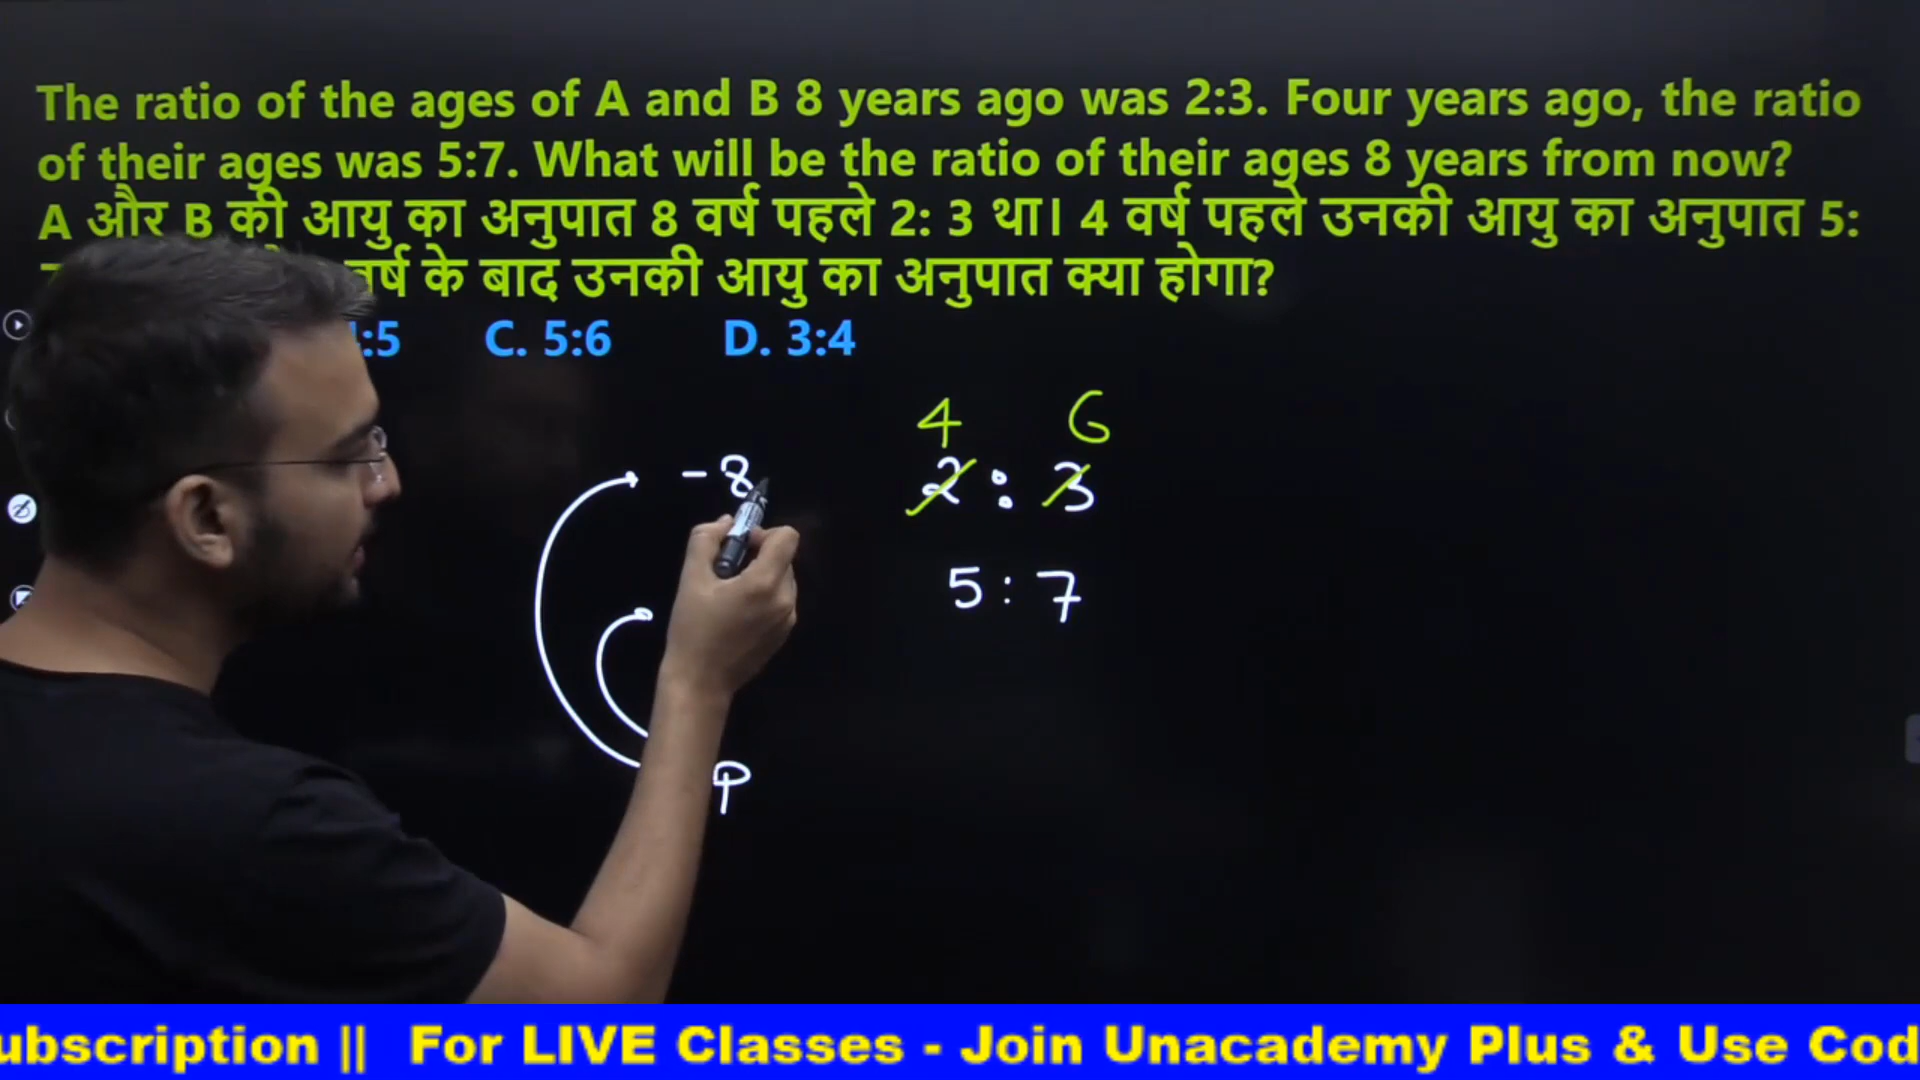 The ratio of the ages of A and B 8 years ago was 2:3. Four years ago, the ratio
of their ages was 5:7. What will be the ratio of their ages 8 years from now?
A और B की आयु का अनुपात 8 वर्ष पहले 2: 3 था। 4 वर्ष पहले उनकी आयु का अनुपात 5:
वर्ष के बाद उनकी आयु का अनुपात क्या होगा?
:5 C. 5:6 D. 3:4
4 6
-8 2 : 3
5 : 7
P
For LIVE Classes - Join Unacademy Plus & Use